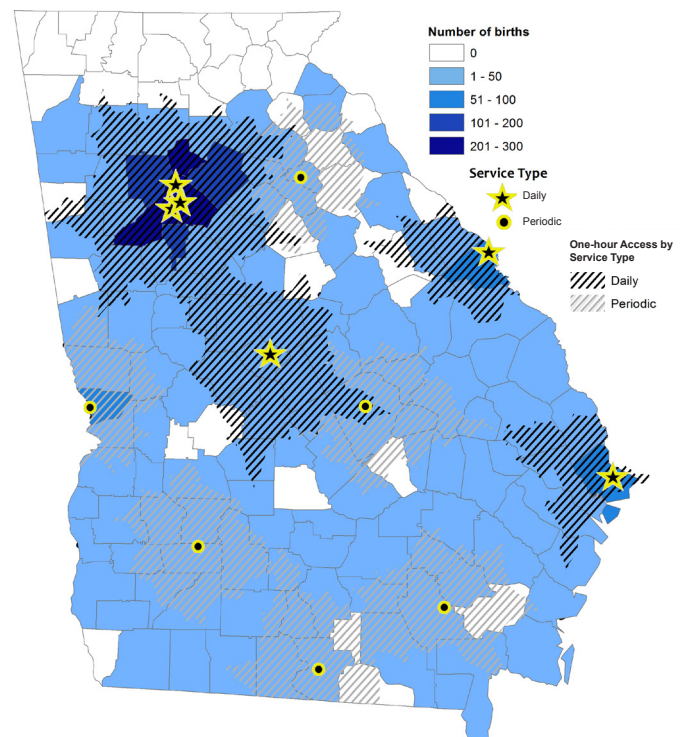 Number of births
0
1 - 50
51 - 100
101 - 200
201 - 300
Service Type
Daily
Periodic
One-hour Access by
Service Type
Daily
Periodic